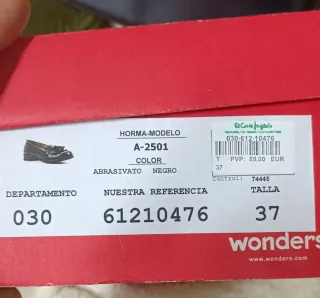 HORMA-MODELO
A-2501
COLOR
ABRASIVATO NEGRO
El Corte Inglés
030-612-10476
T PVP: 89,00 EUR
37
Control: 74445
DEPARTAMENTO NUESTRA REFERENCIA TALLA
030 61210476 37
wonders
www.wonders.com